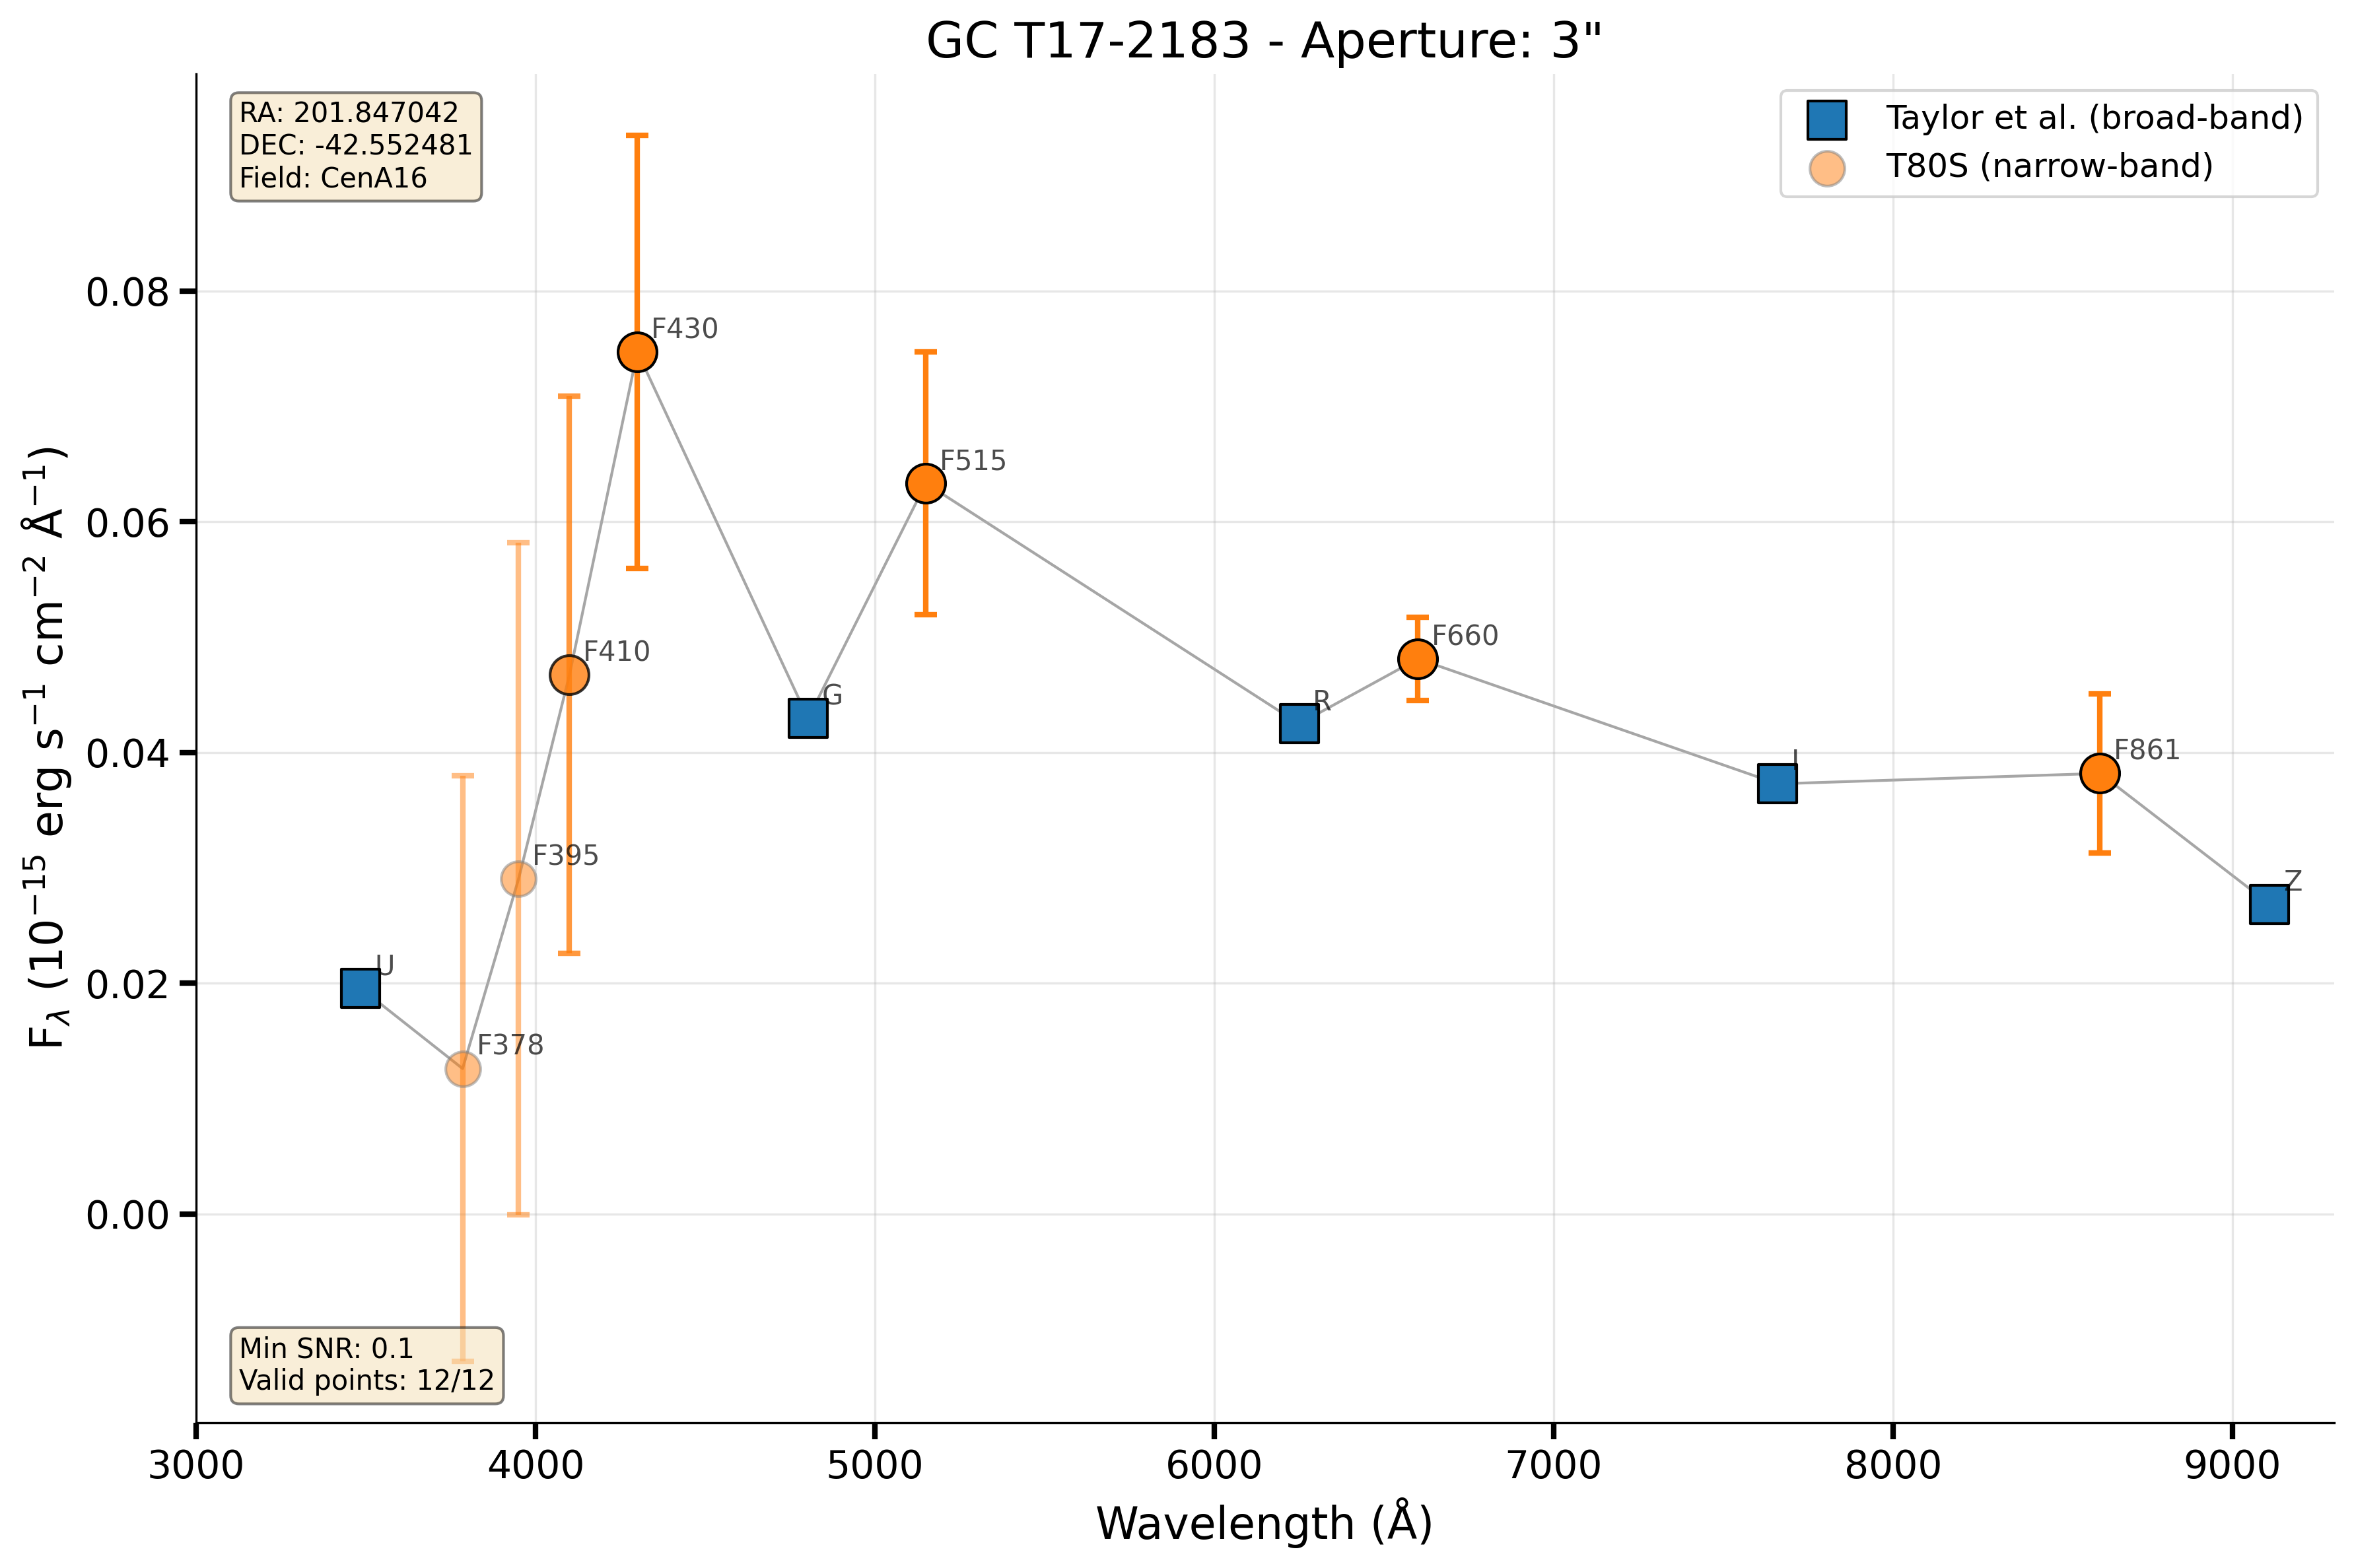 GC T17-2183 - Aperture: 3"
RA: 201.847042
DEC: -42.552481
Field: CenA16
Taylor et al. (broad-band)
T80S (narrow-band)
F430
F515
F410
F660
G
R
I
F861
F395
Z
U
F378
0.08
0.06
0.04
0.02
0.00
F$_{λ}$ (10$^{−15}$ erg s$^{−1}$ cm$^{−2}$ Å$^{−1}$)
Min SNR: 0.1
Valid points: 12/12
3000 4000 5000 6000 7000 8000 9000
Wavelength (Å)